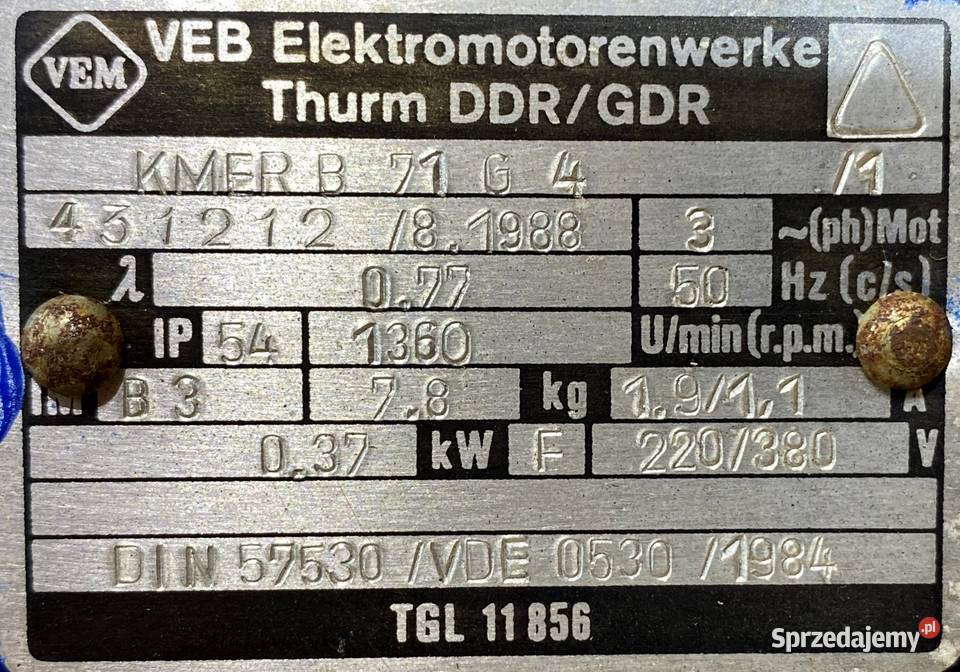 VEM
VEB Elektromotorenwerke
Thurm DDR/GDR
KMER B 71 G 4 /1
431212 /8.1988 3 ~(ph)Mot
λ 0.77 50 Hz (c/s)
IP 54 1360 U/min(r.p.m.)
IM B 3 7,8 kg 1.9/1,1 A
0,37 kW F 220/380 V
DIN 57530 /VDE 0530 /1984
TGL 11 856
Sprzedajemy.pl